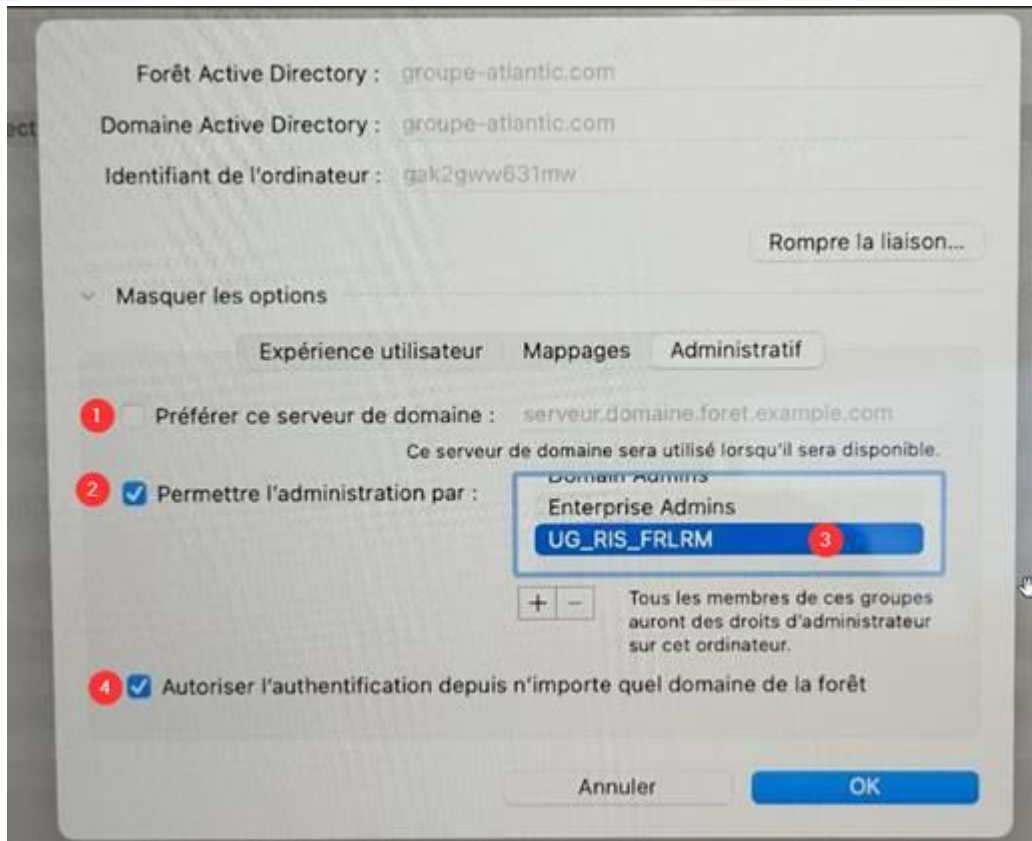 Forêt Active Directory : groupe-atlantic.com
Domaine Active Directory : groupe-atlantic.com
Identifiant de l'ordinateur : gak2gww631mw
Rompre la liaison...
Masquer les options
Expérience utilisateur Mappages Administratif
1 Préférer ce serveur de domaine : serveur.domaine.foret.example.com
Ce serveur de domaine sera utilisé lorsqu'il sera disponible.
Domain Admins
2 Permettre l'administration par :
Enterprise Admins
UG_RIS_FRLRM 3
+ − Tous les membres de ces groupes
auront des droits d'administrateur
sur cet ordinateur.
4 Autoriser l'authentification depuis n'importe quel domaine de la forêt
Annuler OK